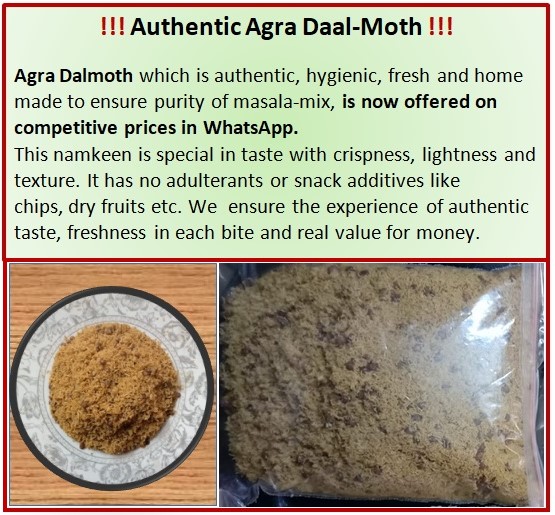 !!! Authentic Agra Daal-Moth !!!
Agra Dalmoth which is authentic, hygienic, fresh and home
made to ensure purity of masala-mix, is now offered on
competitive prices in WhatsApp.
This namkeen is special in taste with crispness, lightness and
texture. It has no adulterants or snack additives like
chips, dry fruits etc. We  ensure the experience of authentic
taste, freshness in each bite and real value for money.